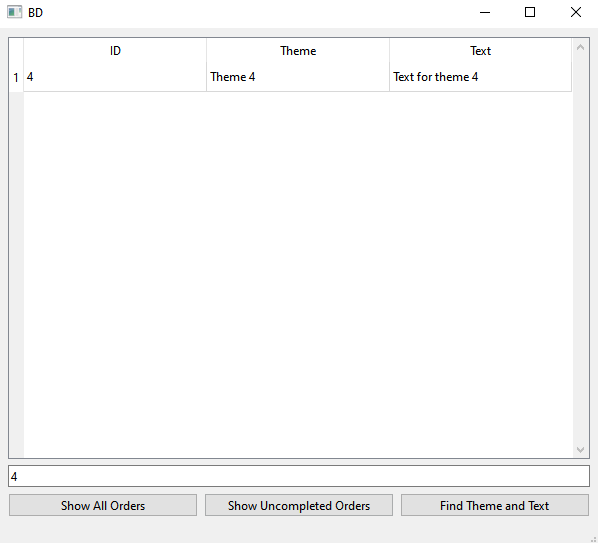 BD
ID Theme Text
1 4 Theme 4 Text for theme 4
4
Show All Orders Show Uncompleted Orders Find Theme and Text